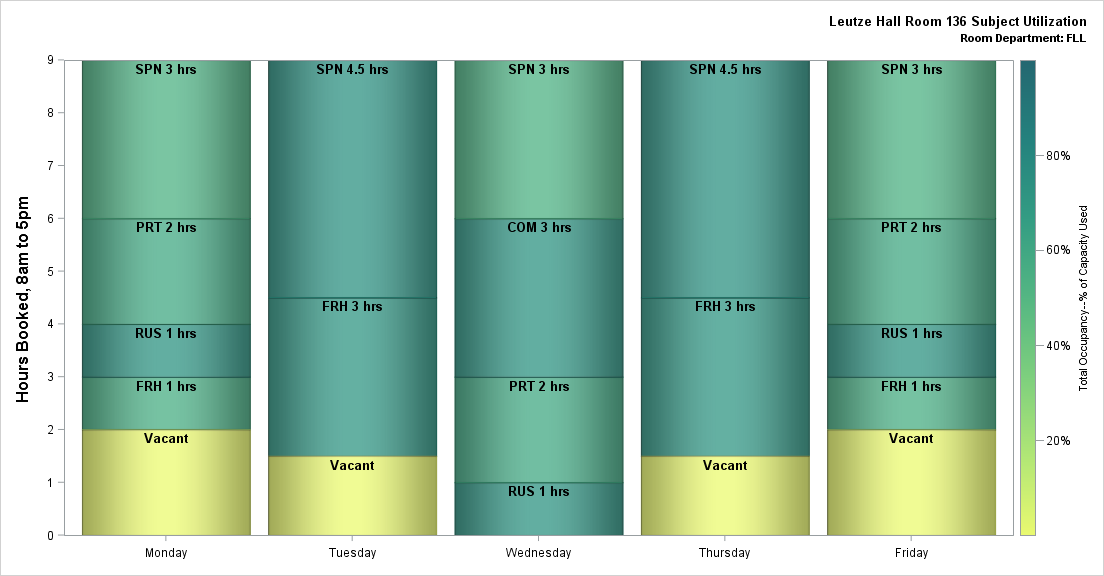 Leutze Hall Room 136 Subject Utilization
Room Department: FLL
Hours Booked, 8am to 5pm
9
8
7
6
5
4
3
2
1
0
SPN 3 hrs
PRT 2 hrs
RUS 1 hrs
FRH 1 hrs
Vacant
SPN 4.5 hrs
FRH 3 hrs
Vacant
SPN 3 hrs
COM 3 hrs
PRT 2 hrs
RUS 1 hrs
SPN 4.5 hrs
FRH 3 hrs
Vacant
SPN 3 hrs
PRT 2 hrs
RUS 1 hrs
FRH 1 hrs
Vacant
Monday
Tuesday
Wednesday
Thursday
Friday
80%
60%
40%
20%
Total Occupancy--% of Capacity Used